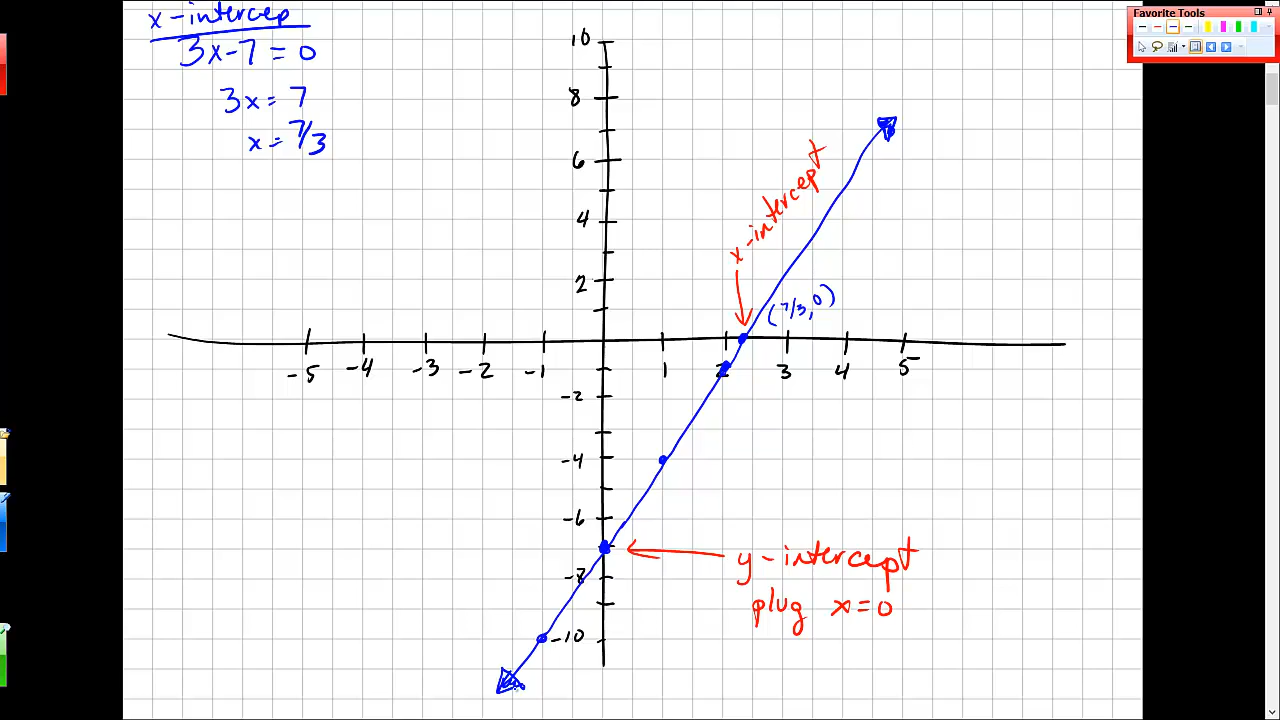 x-intercep
3x-7=0
3x=7
x=7/3
Favorite Tools
10
8
6
4
2
x-intercept
(7/3,0)
-5 -4 -3 -2 -1 1 2 3 4 5
-2
-4
-6
-8
-10
y-intercept
plug x=0